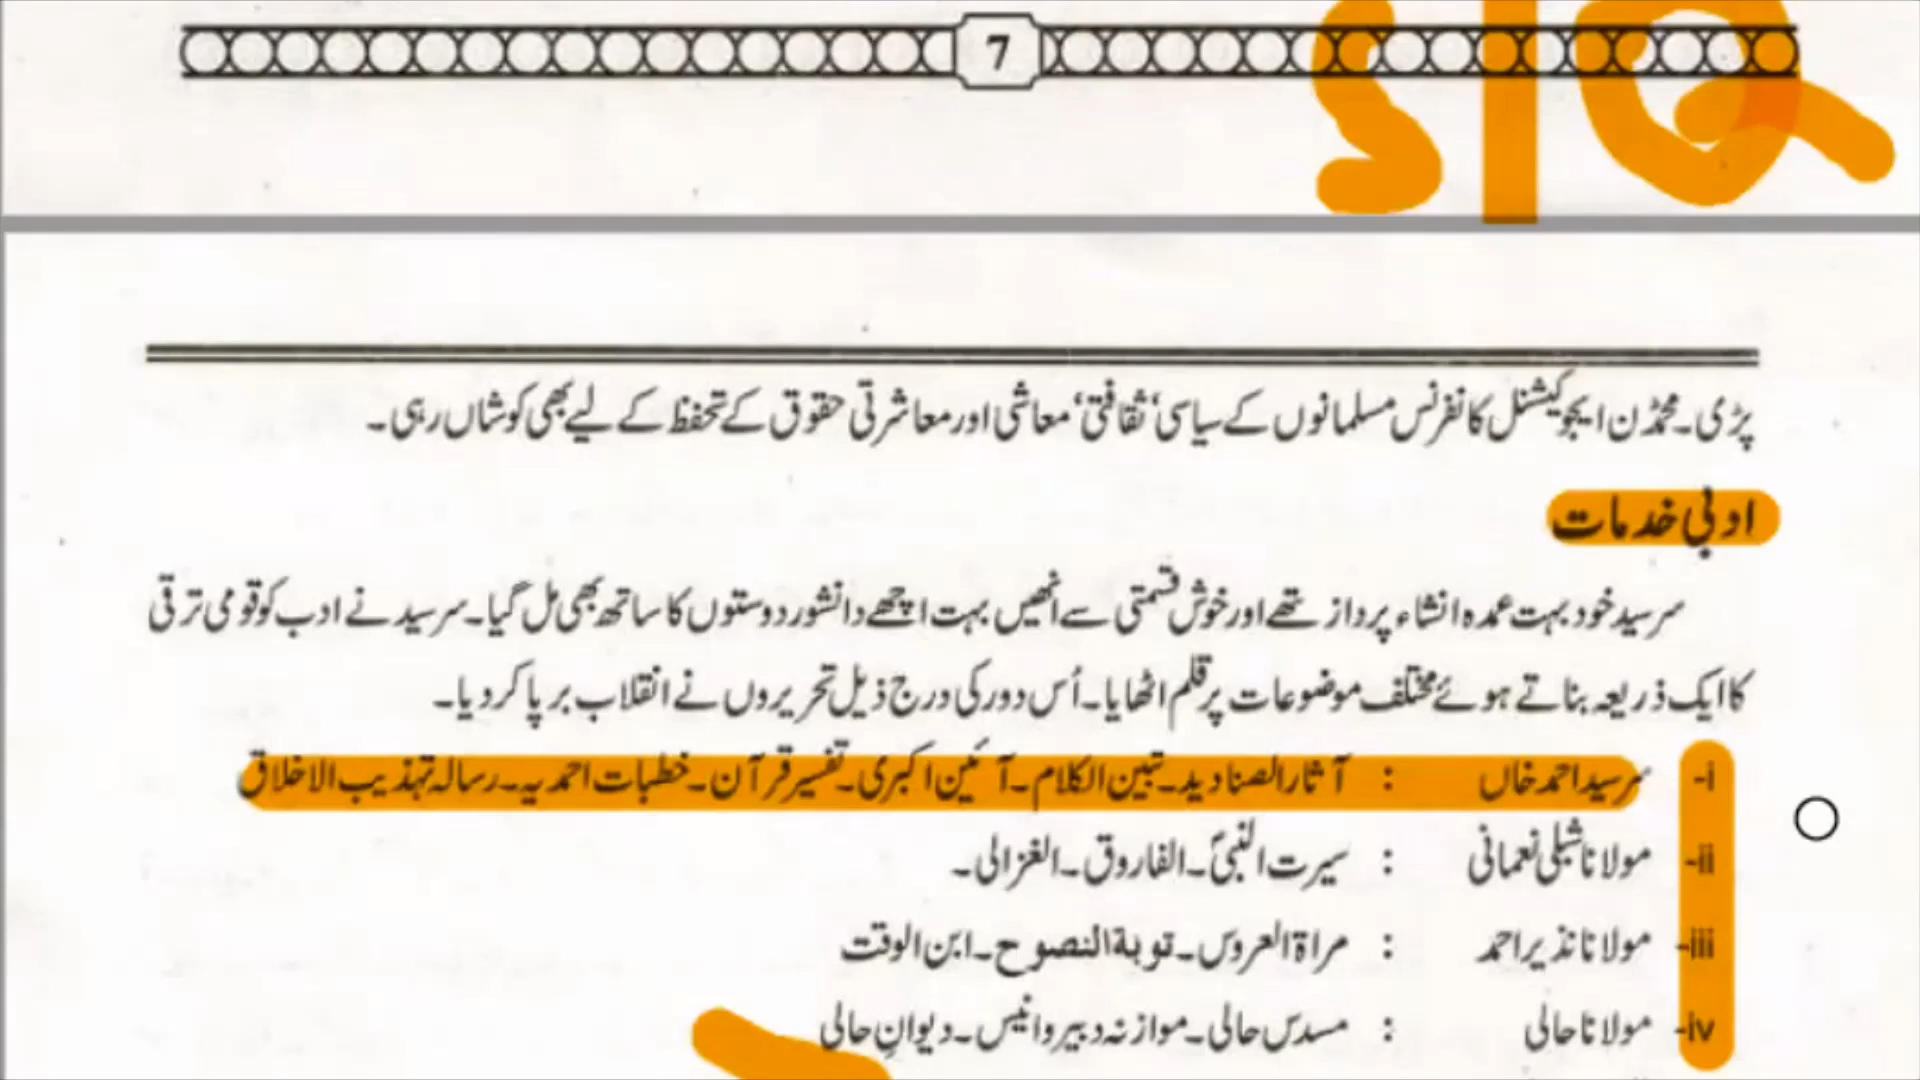 7
SIQ
پڑی۔ محمڈن ایجوکیشنل کانفرنس مسلمانوں کے سیاسی، ثقافتی، معاشی اور معاشرتی حقوق کے تحفظ کے لیے بھی کوشاں رہی۔
ادبی خدمات
سرسید خود بہت عمدہ انشاء پرداز تھے اور خوش قسمتی سے انھیں بہت اچھے دانشور دوستوں کا ساتھ بھی مل گیا۔ سرسید نے ادب کو قومی ترقی
کا ایک ذریعہ بناتے ہوئے مختلف موضوعات پر قلم اٹھایا۔ اُس دور کی درج ذیل تحریروں نے انقلاب برپا کر دیا۔
i- سرسید احمد خاں : آثار الصنادید۔ تبین الکلام۔ آئین اکبری۔ تفسیر قرآن۔ خطبات احمدیہ۔ رسالہ تہذیب الاخلاق
ii- مولانا شبلی نعمانی : سیرت النبیؐ۔ الفاروق۔ الغزالی۔
iii- مولانا نذیر احمد : مراۃ العروس۔ توبۃ النصوح۔ ابن الوقت
iv- مولانا حالی : مسدس حالی۔ موازنہ دبیر و انیس۔ دیوانِ حالی